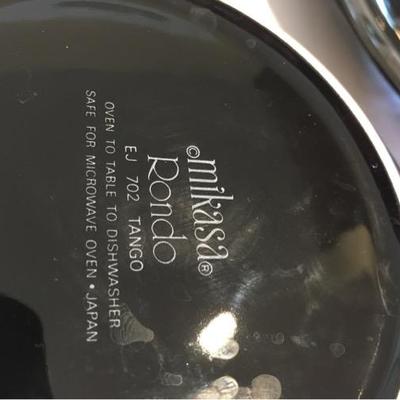 ©mikasa®
Rondo
EJ 702 TANGO
OVEN TO TABLE TO DISHWASHER
SAFE FOR MICROWAVE OVEN • JAPAN